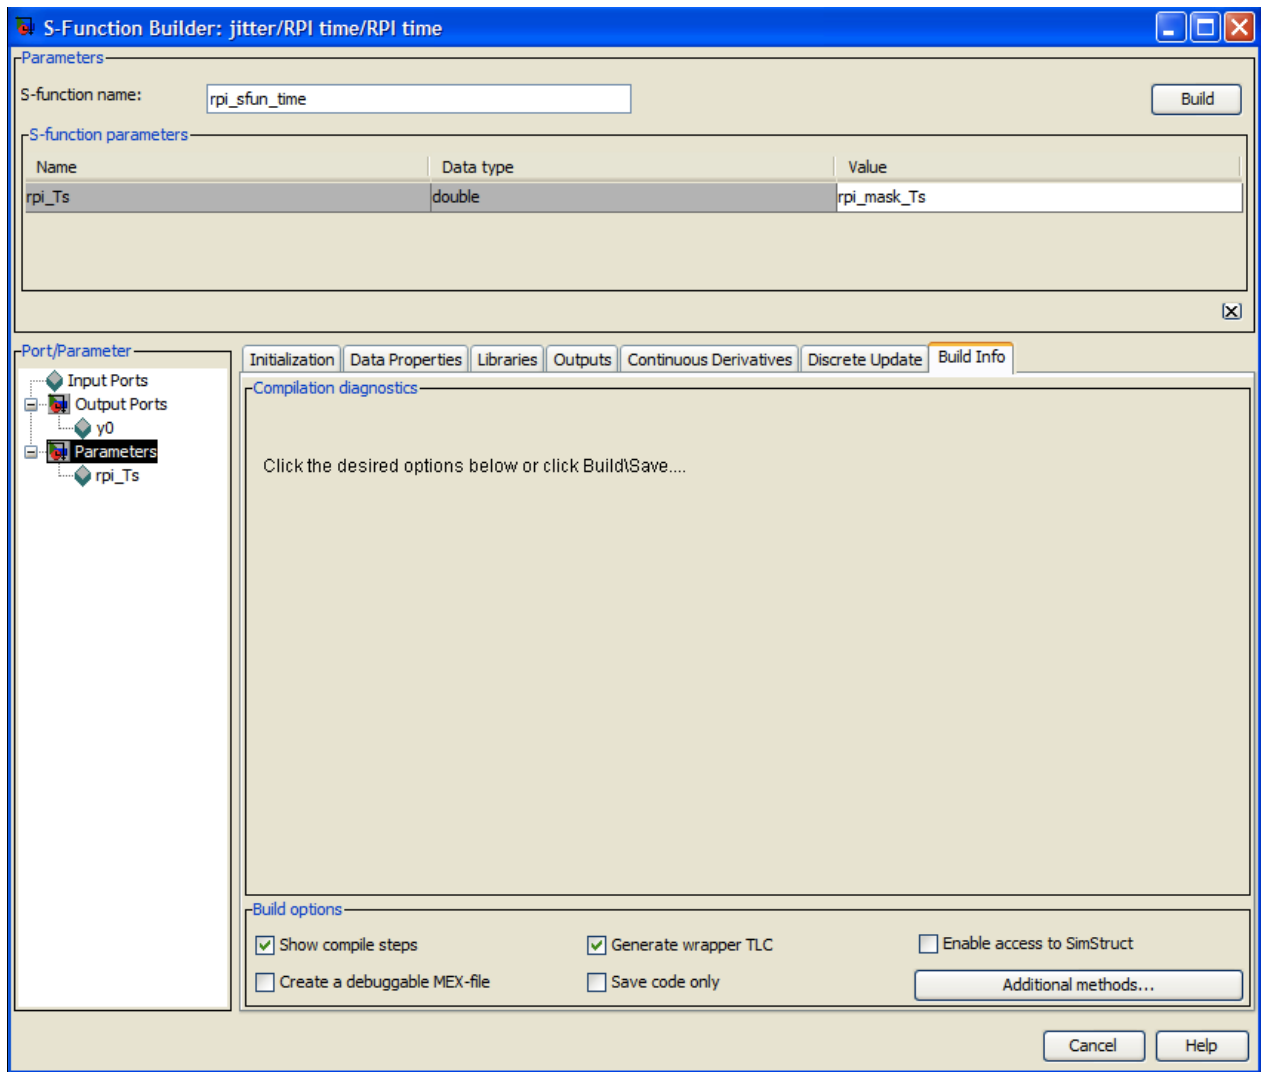 S-Function Builder: jitter/RPI time/RPI time
Parameters
S-function name: rpi_sfun_time Build
S-function parameters
Name Data type Value
rpi_Ts double rpi_mask_Ts
Port/Parameter
Input Ports
Output Ports
y0
Parameters
rpi_Ts
Initialization Data Properties Libraries Outputs Continuous Derivatives Discrete Update Build Info
Compilation diagnostics
Click the desired options below or click Build\Save....
Build options
Show compile steps Generate wrapper TLC Enable access to SimStruct
Create a debuggable MEX-file Save code only Additional methods...
Cancel Help